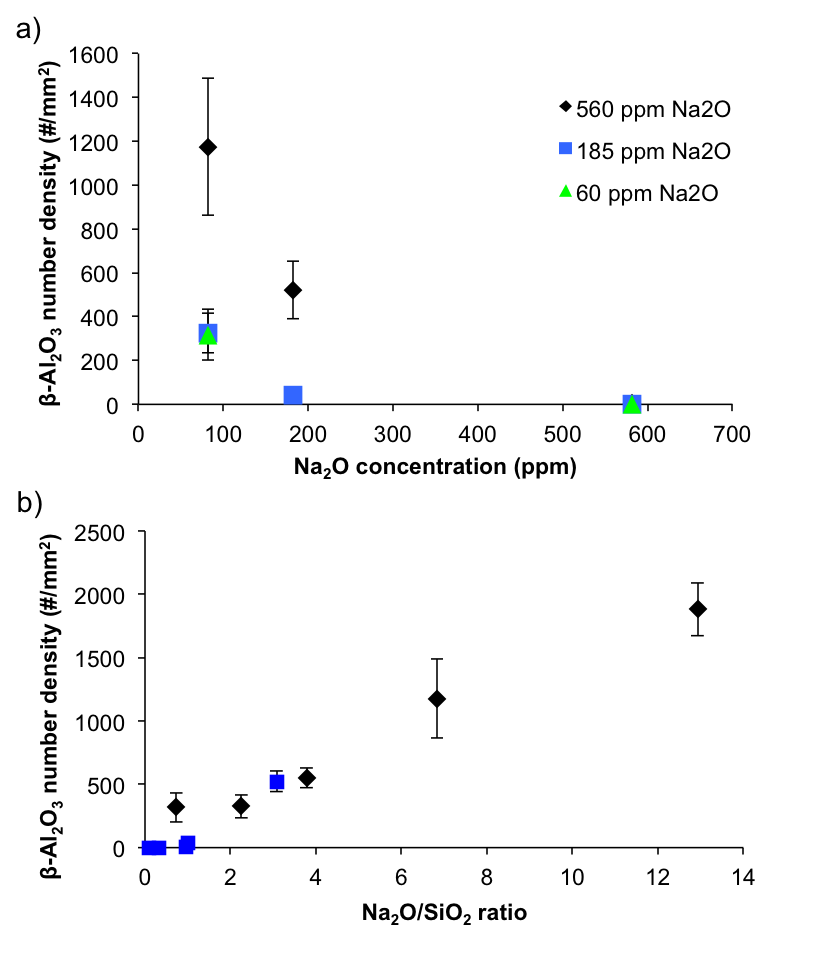 a)
1600
1400
1200
1000
800
600
400
200
0
β-Al₂O₃ number density (#/mm²)
560 ppm Na2O
185 ppm Na2O
60 ppm Na2O
0 100 200 300 400 500 600 700
Na₂O concentration (ppm)
b)
2500
2000
1500
1000
500
0
β-Al₂O₃ number density (#/mm²)
0 2 4 6 8 10 12 14
Na₂O/SiO₂ ratio